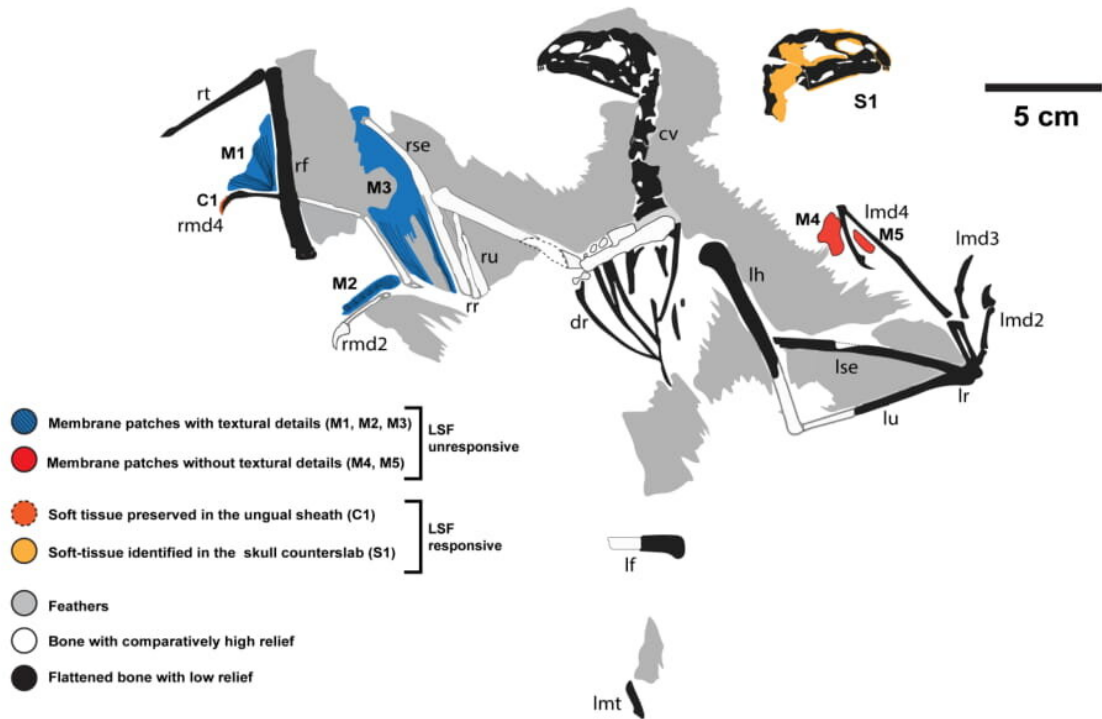 rt
M1
rf
C1
rmd4
M3
rse
M2
rmd2
ru
rr
cv
dr
S1
5 cm
M4
lmd4
M5
lmd3
lmd2
lh
lse
lr
lu
Membrane patches with textural details (M1, M2, M3)
Membrane patches without textural details (M4, M5)
LSF
unresponsive
Soft tissue preserved in the ungual sheath (C1)
Soft-tissue identified in the skull counterslab (S1)
LSF
responsive
Feathers
Bone with comparatively high relief
Flattened bone with low relief
lf
lmt